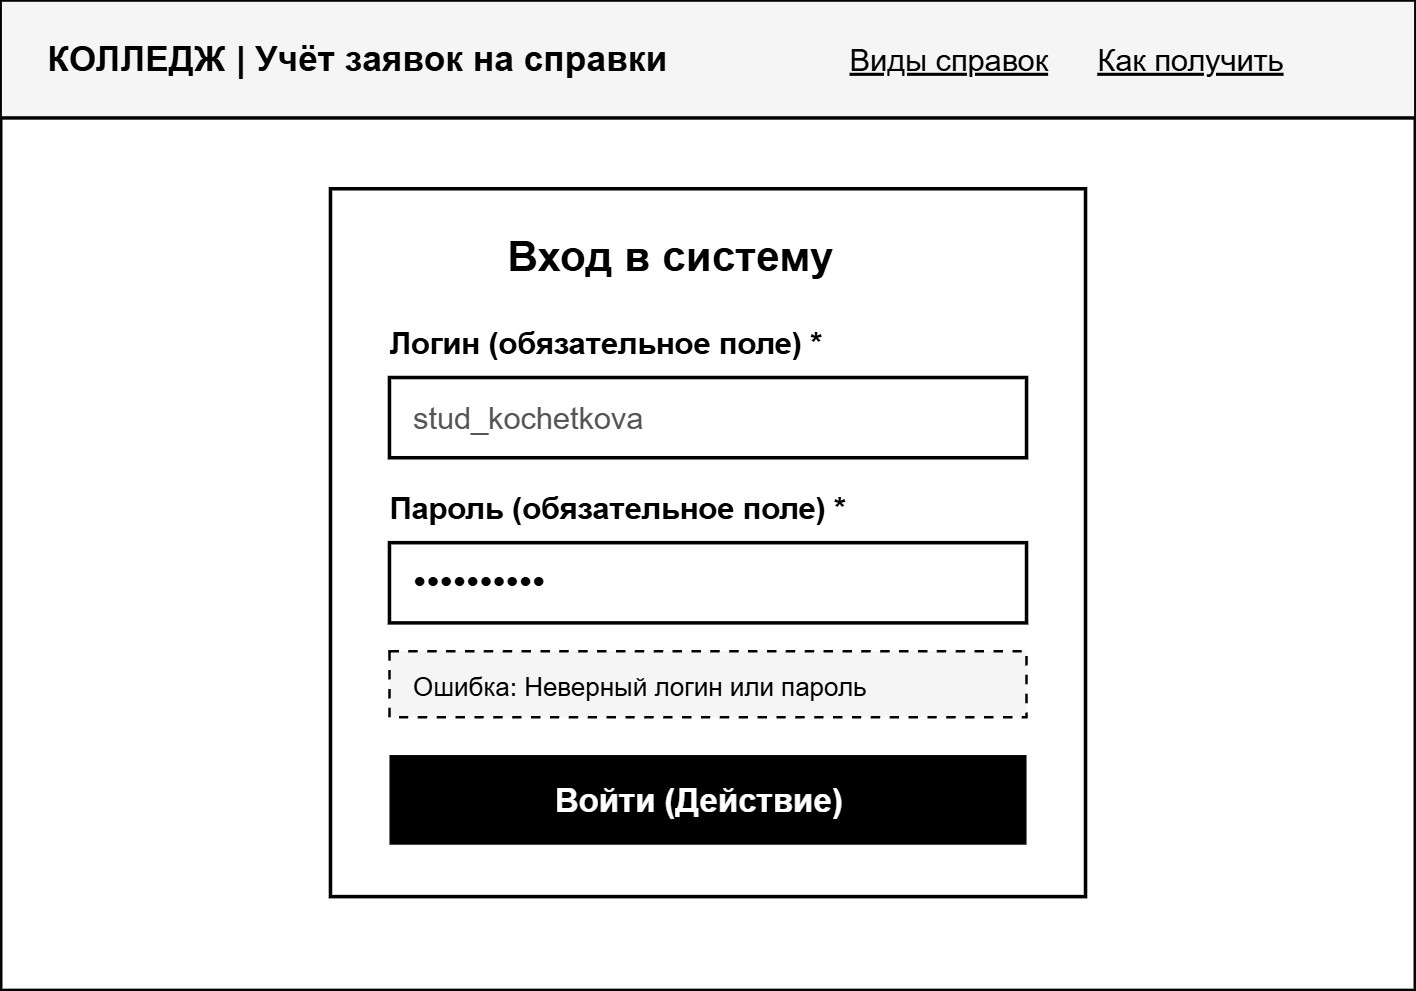 КОЛЛЕДЖ | Учёт заявок на справки
Виды справок
Как получить
Вход в систему
Логин (обязательное поле) *
stud_kochetkova
Пароль (обязательное поле) *
••••••••••
Ошибка: Неверный логин или пароль
Войти (Действие)